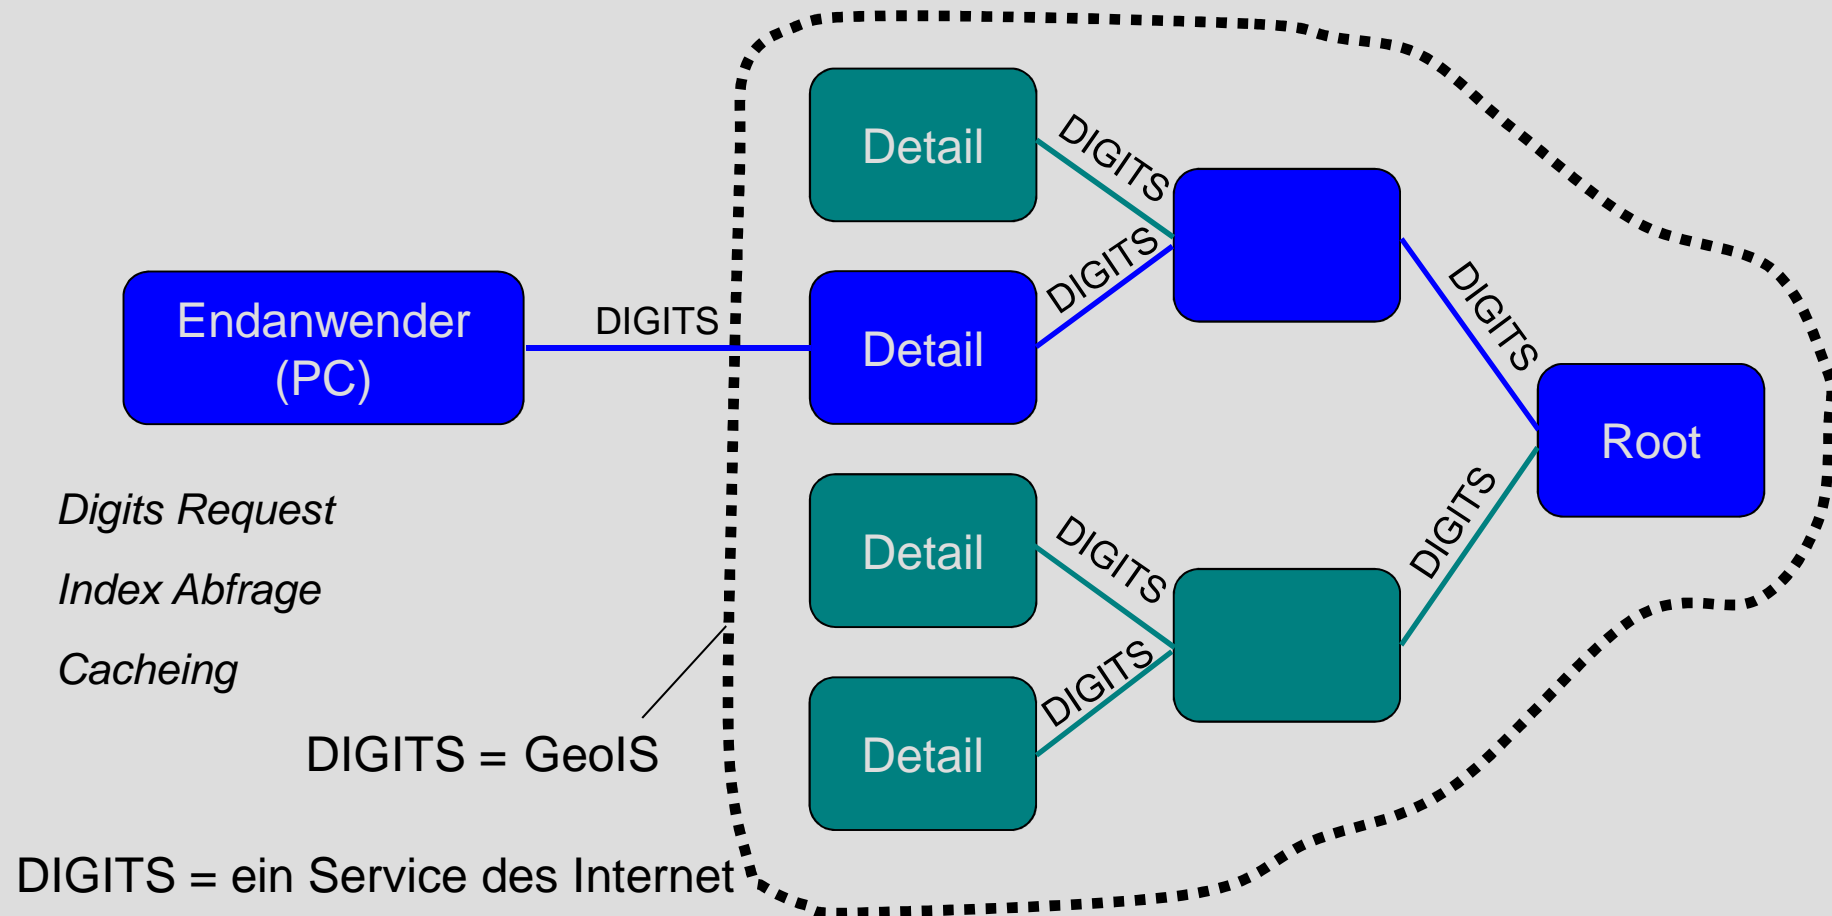 Detail
DIGITS
DIGITS
Endanwender
(PC)
DIGITS
Detail
DIGITS
Root
Digits Request
Index Abfrage
Cacheing
Detail
DIGITS
DIGITS
DIGITS
Detail
DIGITS = GeoIS
DIGITS = ein Service des Internet